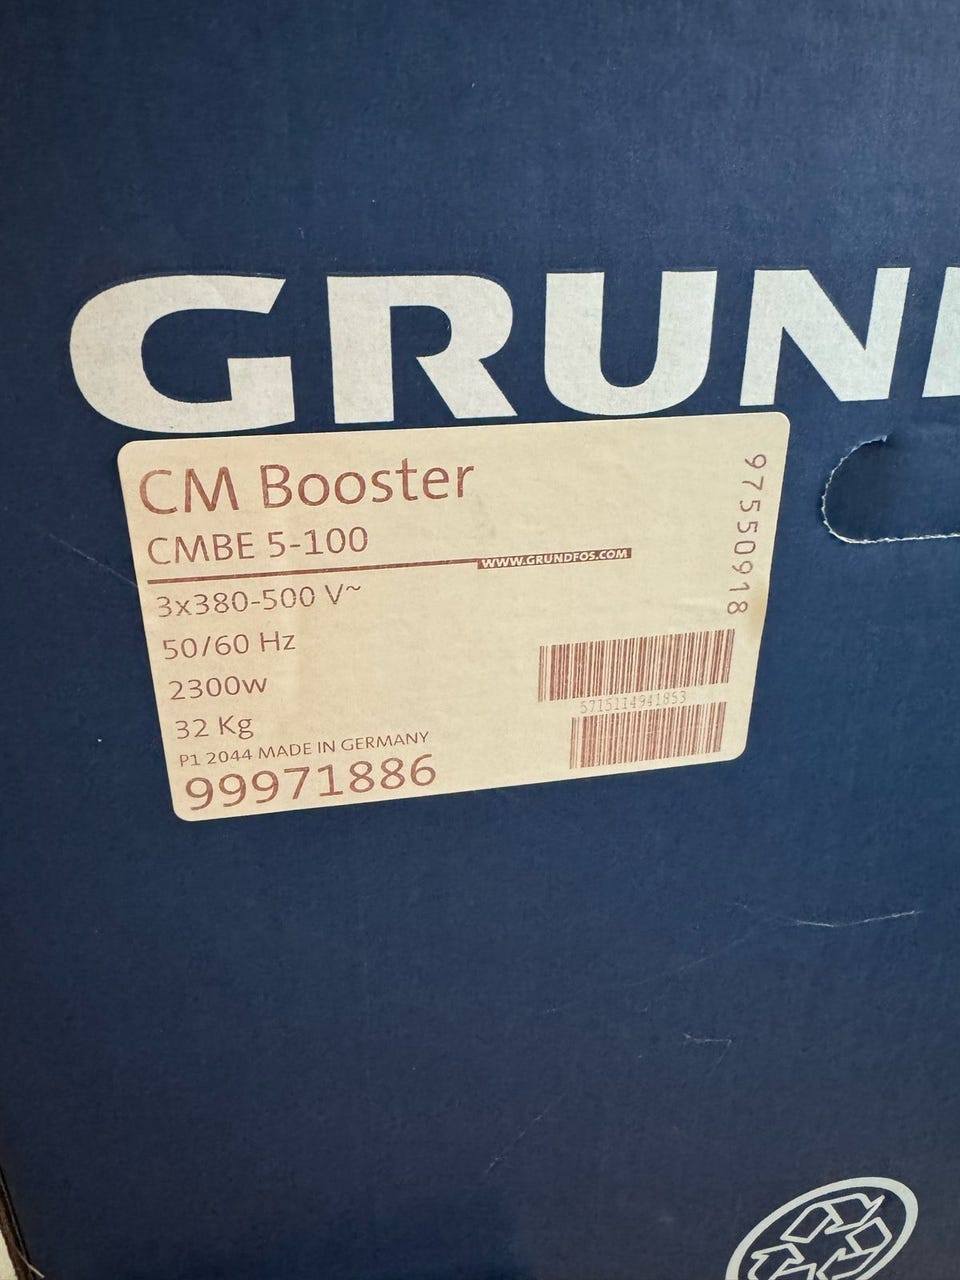 GRUN
CM Booster
CMBE 5-100
WWW.GRUNDFOS.COM
3x380-500 V~
50/60 Hz
2300w
32 Kg
P1 2044 MADE IN GERMANY
99971886
97550918
5715114941853